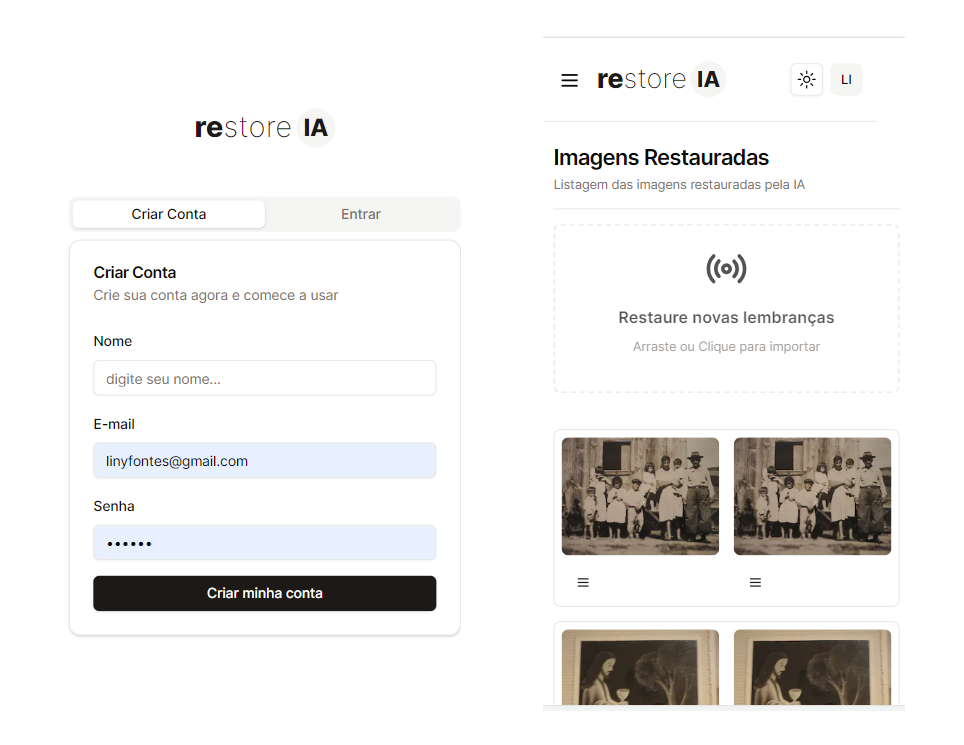 restore IA
Criar Conta
Entrar
Criar Conta
Crie sua conta agora e comece a usar
Nome
digite seu nome...
E-mail
linyfontes@gmail.com
Senha
••••••
Criar minha conta
restore IA
LI
Imagens Restauradas
Listagem das imagens restauradas pela IA
Restaure novas lembranças
Arraste ou Clique para importar